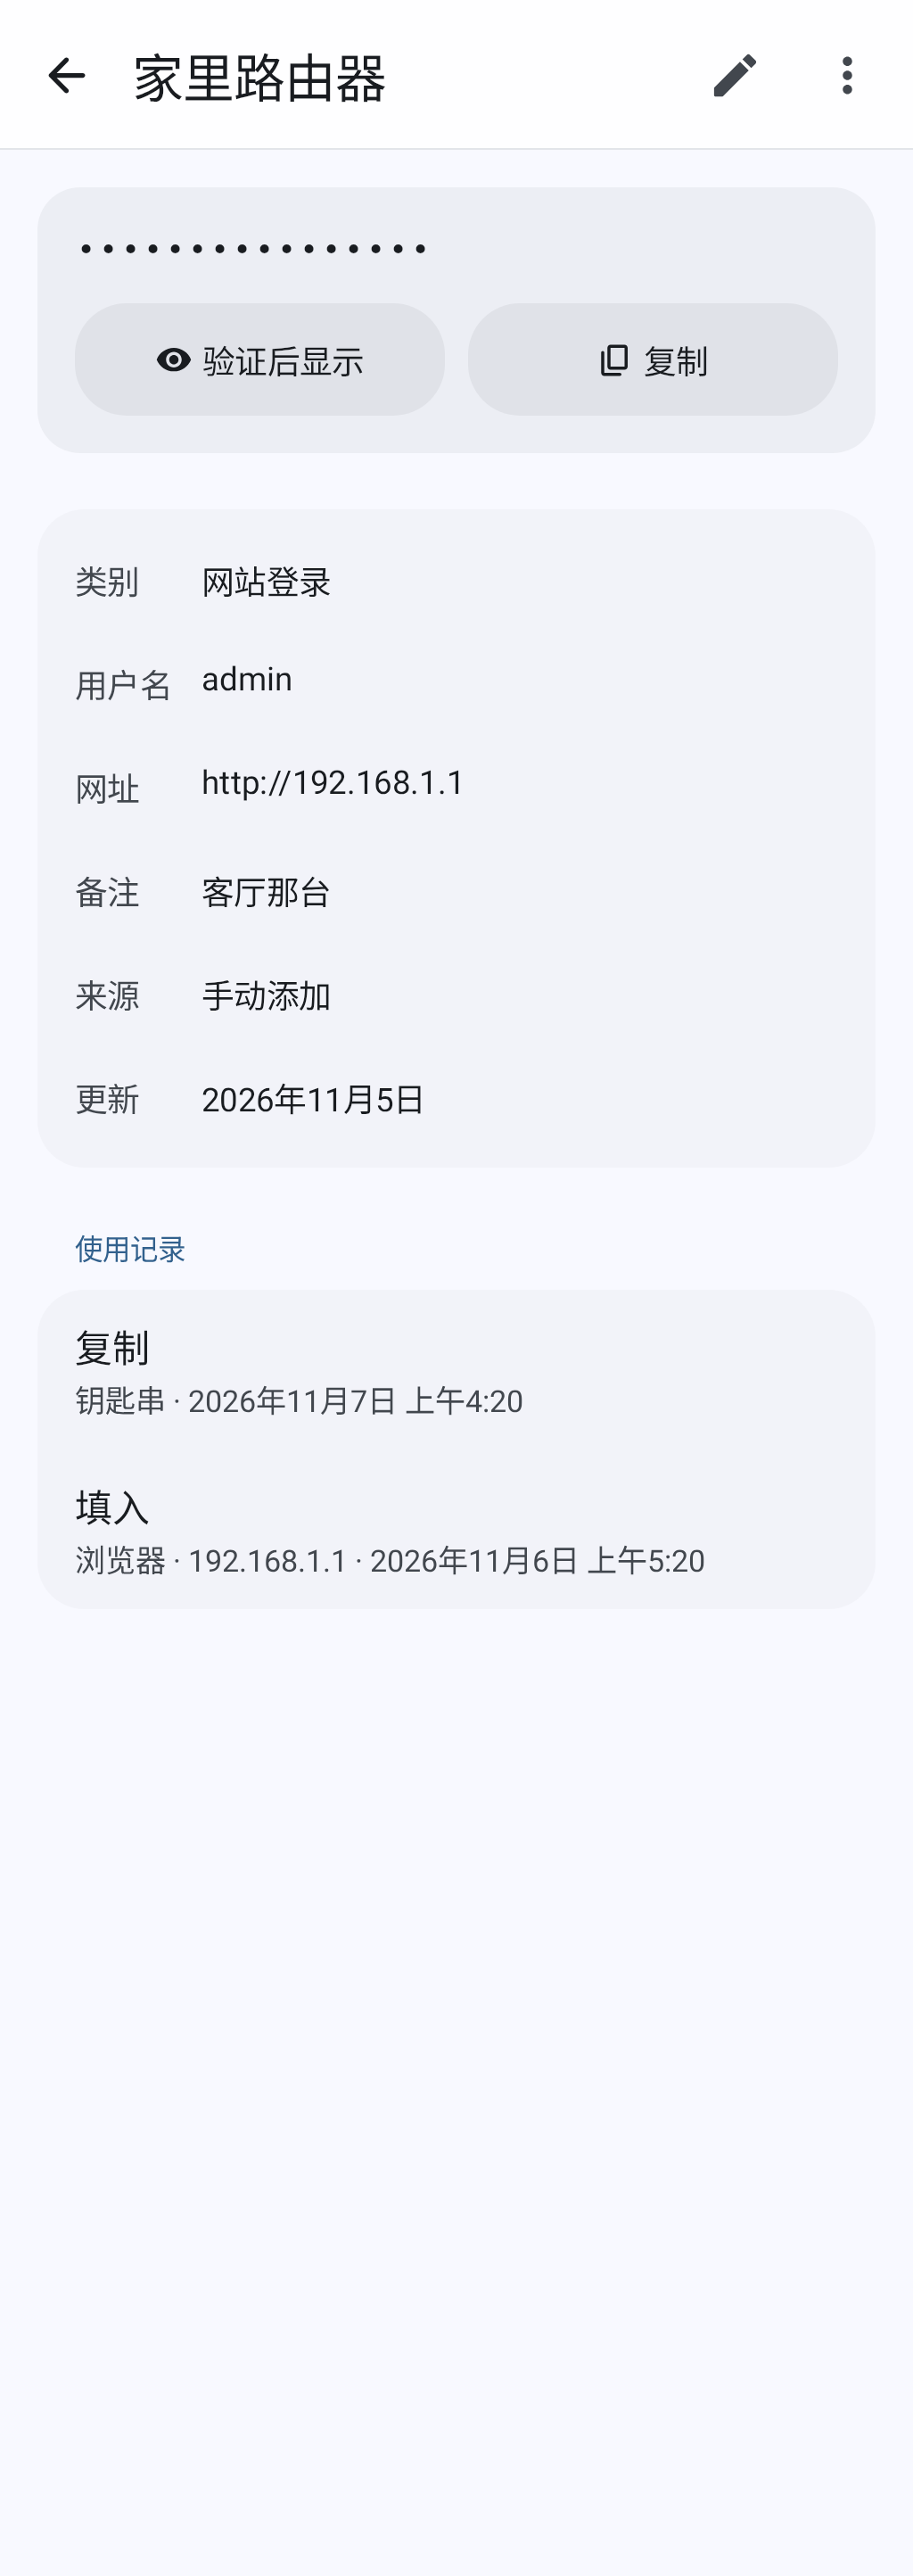 家里路由器
••••••••••••••••
验证后显示
复制
类别 网站登录
用户名 admin
网址 http://192.168.1.1
备注 客厅那台
来源 手动添加
更新 2026年11月5日
使用记录
复制
钥匙串 · 2026年11月7日 上午4:20
填入
浏览器 · 192.168.1.1 · 2026年11月6日 上午5:20